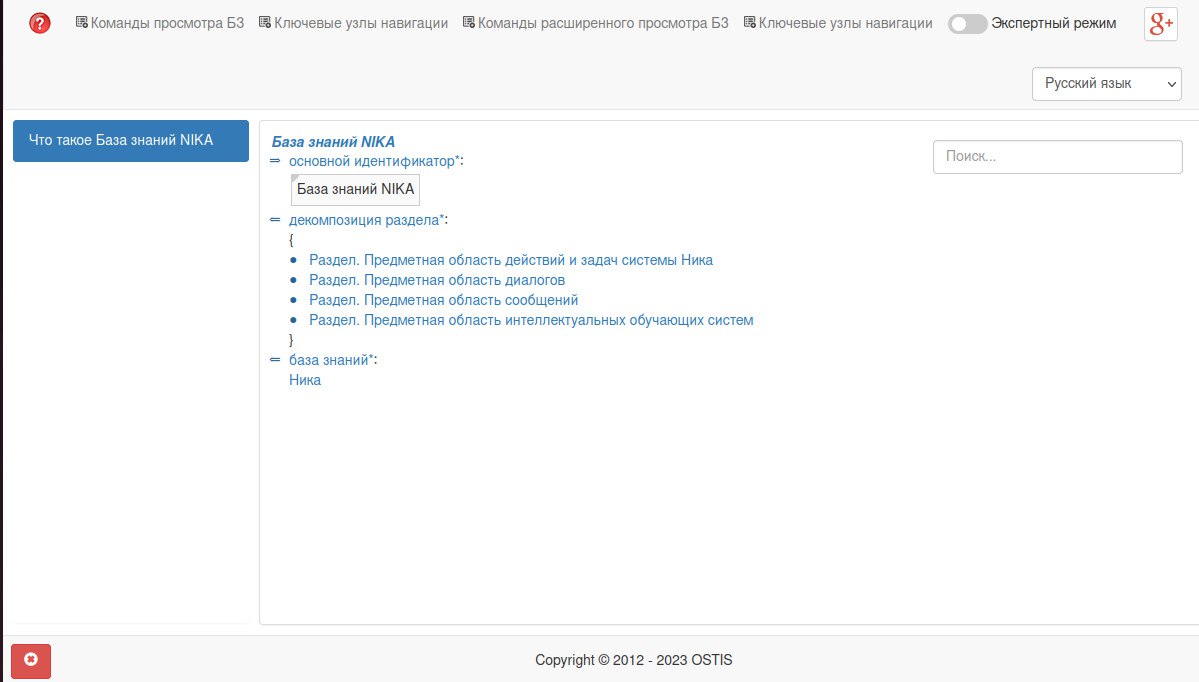 Команды просмотра БЗ Ключевые узлы навигации Команды расширенного просмотра БЗ Ключевые узлы навигации Экспертный режим g+
Русский язык
Что такое База знаний NIKA
База знаний NIKA
Поиск...
⇒ основной идентификатор*:
База знаний NIKA
⇐ декомпозиция раздела*:
{
• Раздел. Предметная область действий и задач системы Ника
• Раздел. Предметная область диалогов
• Раздел. Предметная область сообщений
• Раздел. Предметная область интеллектуальных обучающих систем
}
⇐ база знаний*:
Ника
Copyright © 2012 - 2023 OSTIS